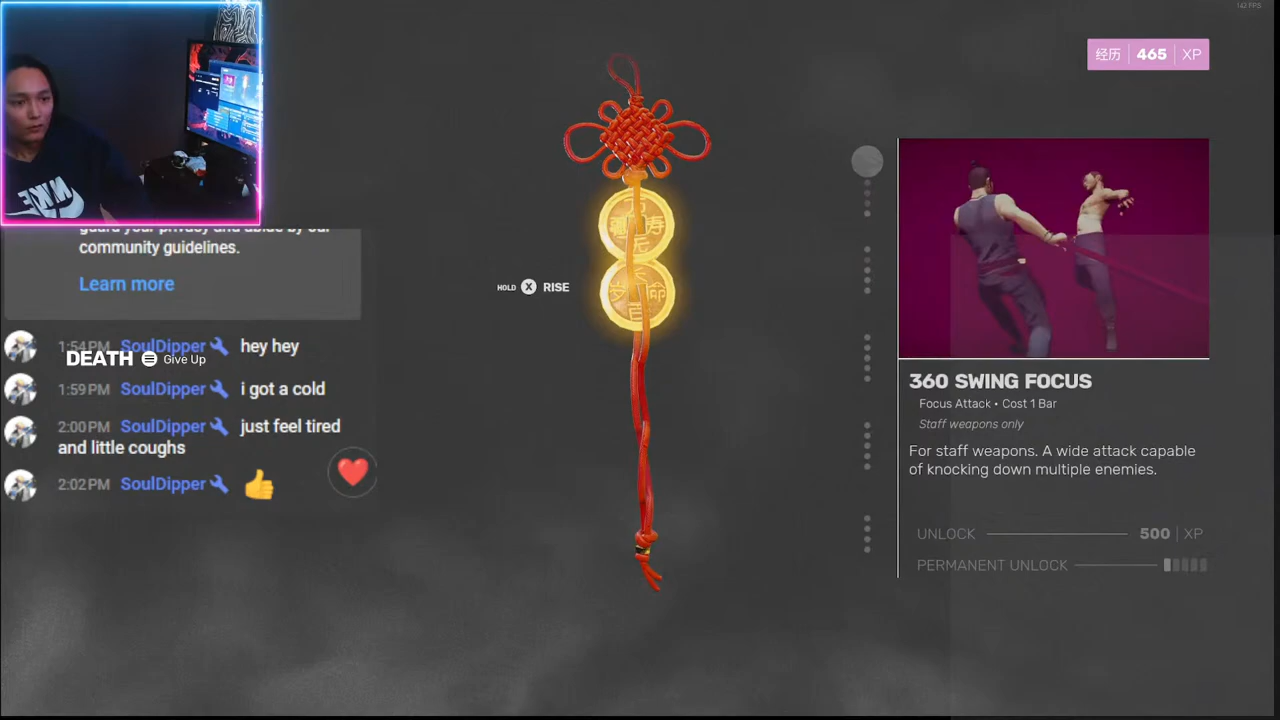 142 FPS
经历 465 XP
NIKE
guard your privacy and abide by our
community guidelines.
Learn more
HOLD X RISE
1:54 PM SoulDipper hey hey
DEATH Give Up
1:59 PM SoulDipper i got a cold
2:00 PM SoulDipper just feel tired
and little coughs
2:02 PM SoulDipper 👍
360 SWING FOCUS
Focus Attack • Cost 1 Bar
Staff weapons only
For staff weapons. A wide attack capable
of knocking down multiple enemies.
UNLOCK 500 XP
PERMANENT UNLOCK